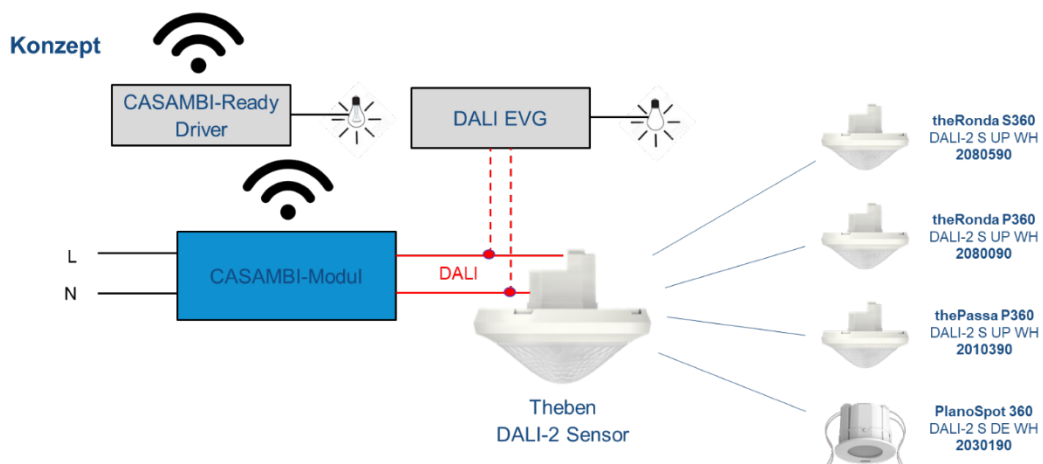 Konzept
CASAMBI-Ready
Driver
DALI EVG
L
N
CASAMBI-Modul
DALI
Theben
DALI-2 Sensor
theRonda S360
DALI-2 S UP WH
2080590
theRonda P360
DALI-2 S UP WH
2080090
thePassa P360
DALI-2 S UP WH
2010390
PlanoSpot 360
DALI-2 S DE WH
2030190